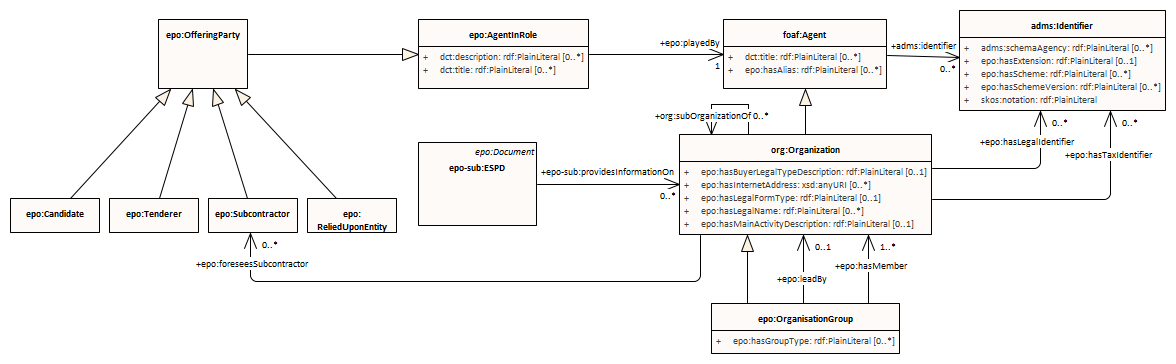 epo:OfferingParty
epo:AgentInRole
+ dct:description: rdf:PlainLiteral [0..*]
+ dct:title: rdf:PlainLiteral [0..*]
+epo:playedBy
1
foaf:Agent
+ dct:title: rdf:PlainLiteral [0..*]
+ epo:hasAlias: rdf:PlainLiteral [0..*]
+adms:identifier
0..*
adms:Identifier
+ adms:schemaAgency: rdf:PlainLiteral [0..*]
+ epo:hasExtension: rdf:PlainLiteral [0..1]
+ epo:hasScheme: rdf:PlainLiteral [0..*]
+ epo:hasSchemeVersion: rdf:PlainLiteral [0..*]
+ skos:notation: rdf:PlainLiteral
+org:subOrganizationOf 0..*
0..*
+epo:hasLegalIdentifier
0..*
+epo:hasTaxIdentifier
epo:Document
epo-sub:ESPD
+epo-sub:providesInformationOn
0..*
org:Organization
+ epo:hasBuyerLegalTypeDescription: rdf:PlainLiteral [0..1]
+ epo:hasInternetAddress: xsd:anyURI [0..*]
+ epo:hasLegalFormType: rdf:PlainLiteral [0..1]
+ epo:hasLegalName: rdf:PlainLiteral [0..*]
+ epo:hasMainActivityDescription: rdf:PlainLiteral [0..1]
epo:Candidate
epo:Tenderer
epo:Subcontractor
epo:
ReliedUponEntity
0..*
+epo:foreseesSubcontractor
0..1
+epo:leadBy
1..*
+epo:hasMember
epo:OrganisationGroup
+ epo:hasGroupType: rdf:PlainLiteral [0..*]